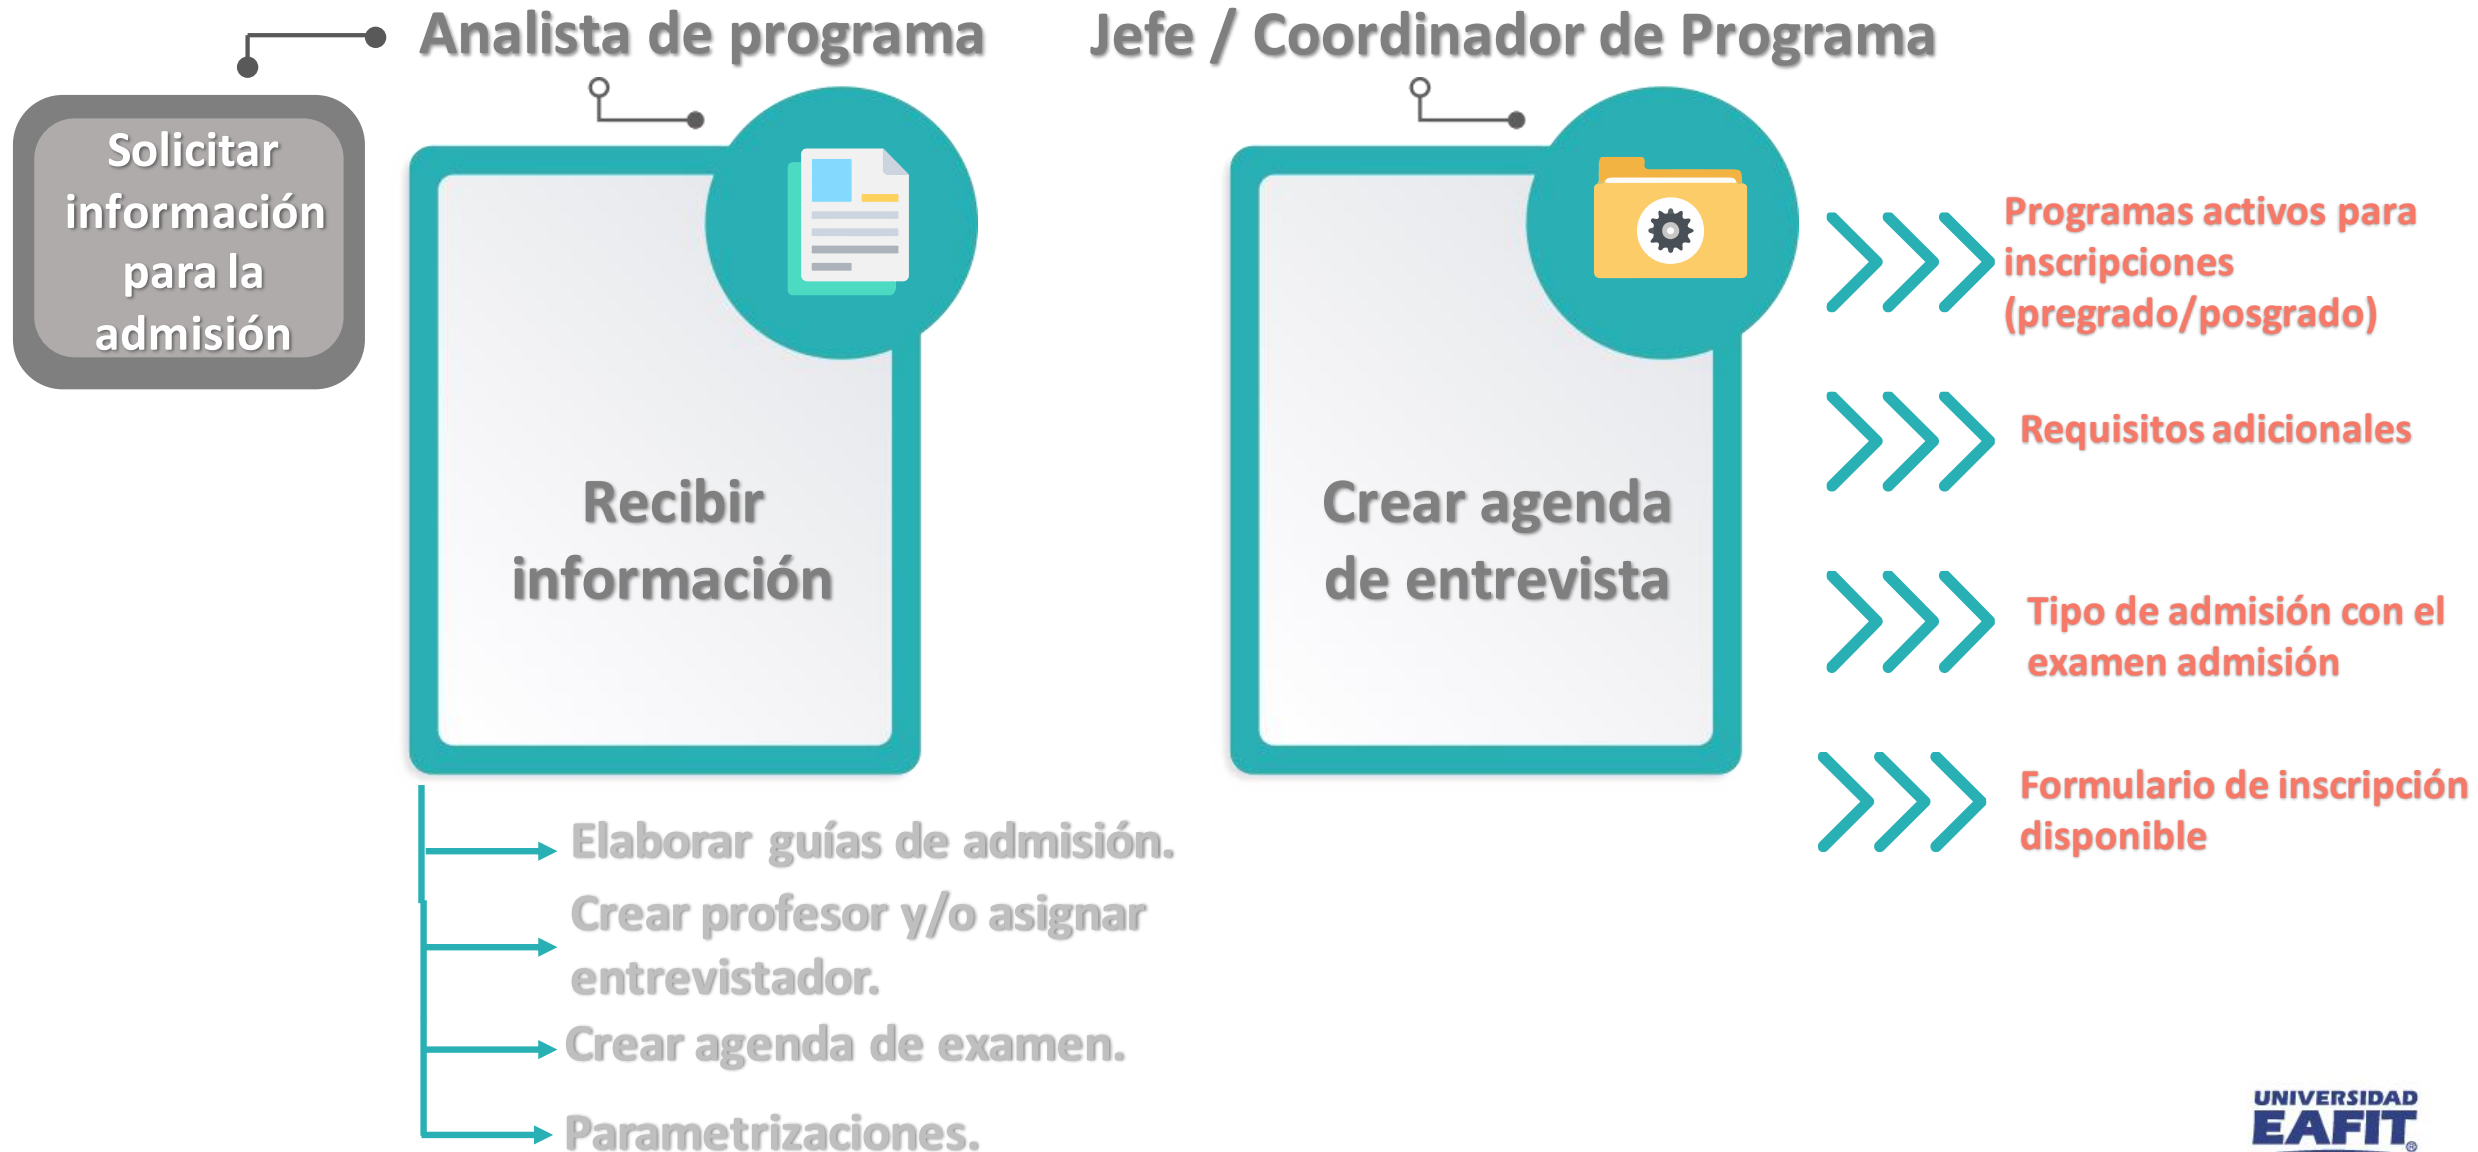 Analista de programa
Jefe / Coordinador de Programa
Solicitar
información
para la
admisión
Recibir
información
Crear agenda
de entrevista
Programas activos para
inscripciones
(pregrado/posgrado)
Requisitos adicionales
Tipo de admisión con el
examen admisión
Formulario de inscripción
disponible
Elaborar guías de admisión.
Crear profesor y/o asignar
entrevistador.
Crear agenda de examen.
Parametrizaciones.
UNIVERSIDAD
EAFIT®